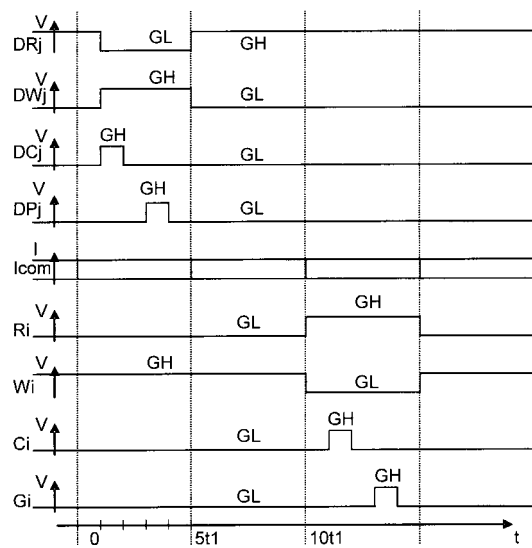 V
DRj GL GH
V
DWj GH GL
V GH
DCj GL
V GH
DPj GL
I
Icom
V GH
Ri GL
V GH
Wi GL
V GH
Ci GL
V GH
Gi GL
0 5t1 10t1 t